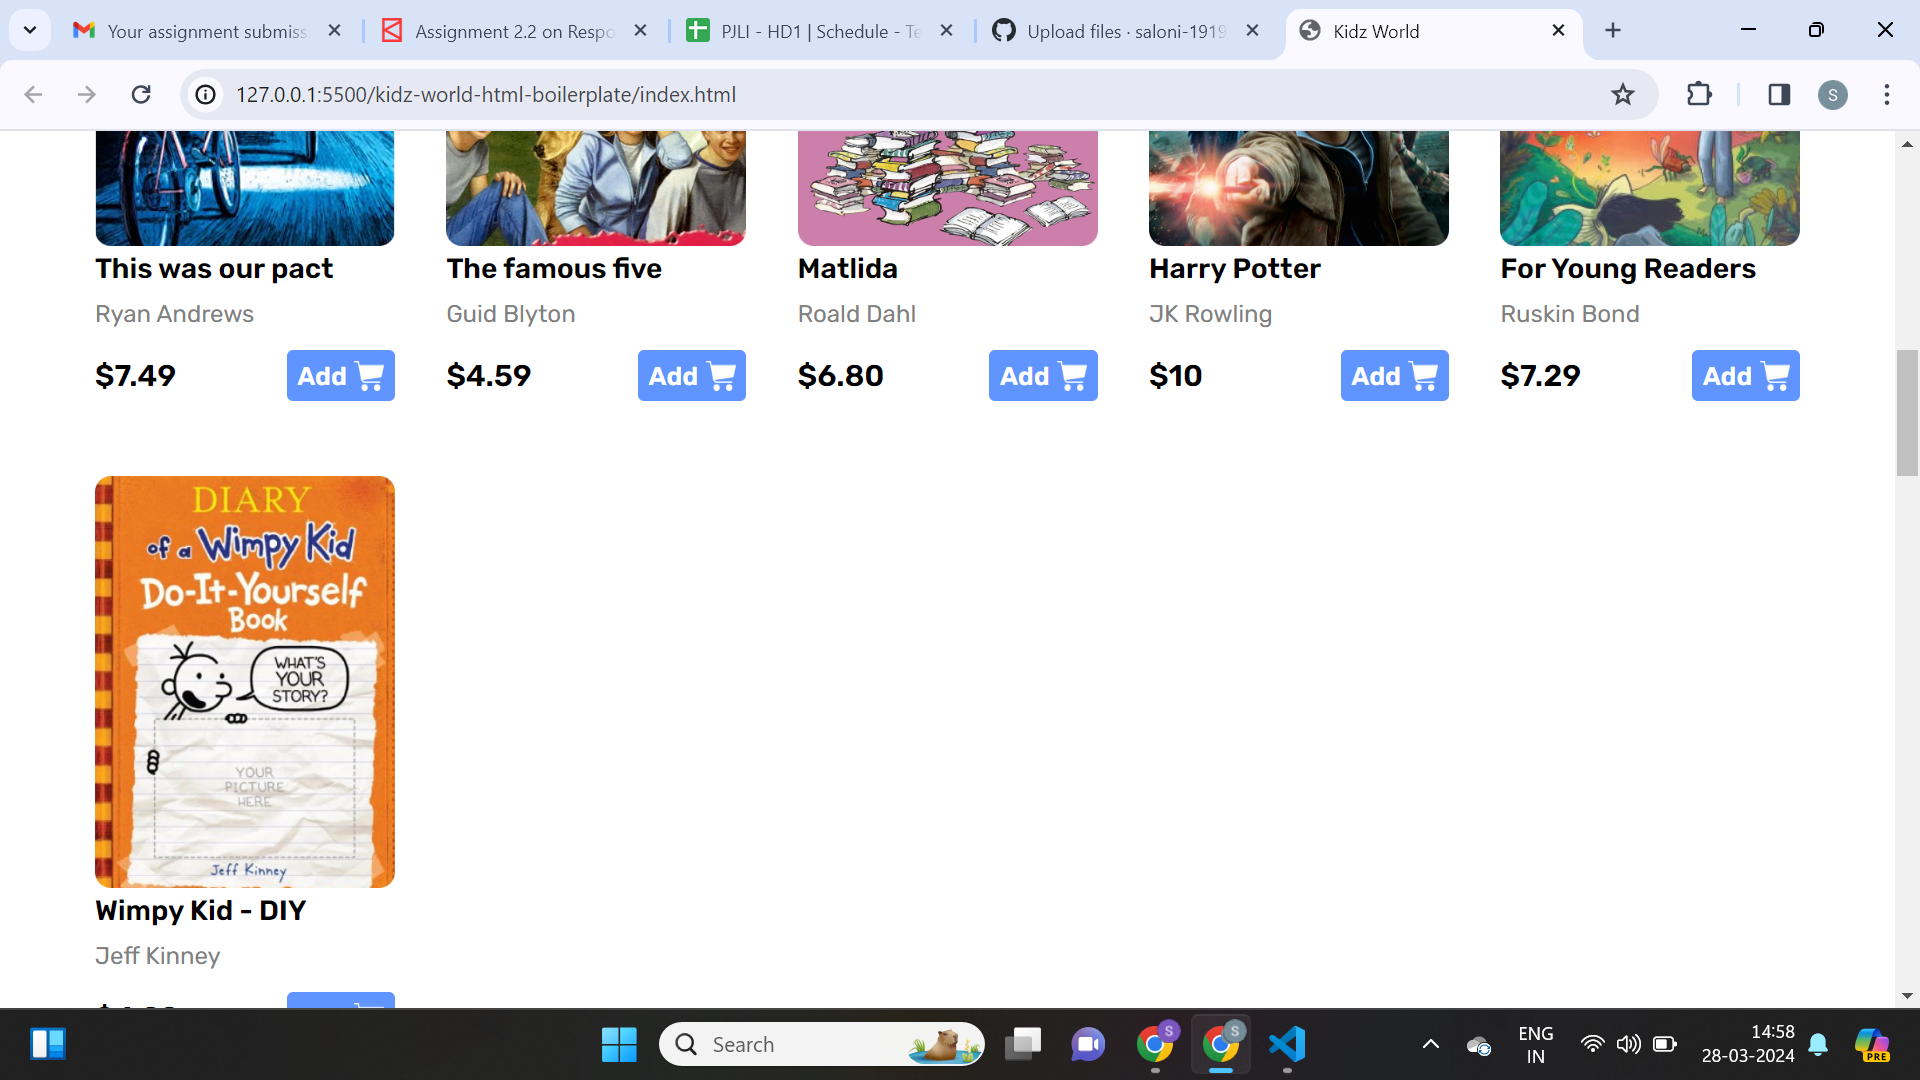 Your assignment submiss
Assignment 2.2 on Respo
PJLI - HD1 | Schedule - Te
Upload files · saloni-1919
Kidz World
127.0.0.1:5500/kidz-world-html-boilerplate/index.html
S
This was our pact
The famous five
Matlida
Harry Potter
For Young Readers
Ryan Andrews
Guid Blyton
Roald Dahl
JK Rowling
Ruskin Bond
$7.49
Add
$4.59
Add
$6.80
Add
$10
Add
$7.29
Add
DIARY
of a Wimpy Kid
Do-It-Yourself
Book
WHAT'S
YOUR
STORY?
YOUR
PICTURE
HERE
Jeff Kinney
Wimpy Kid - DIY
Jeff Kinney
Search
S
S
ENG
IN
14:58
28-03-2024
PRE